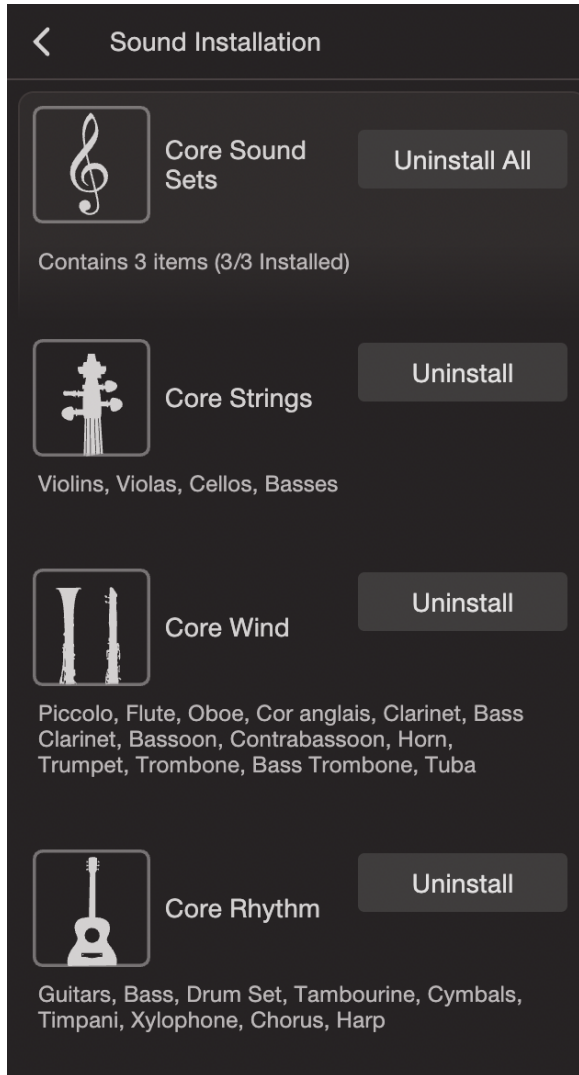 Sound Installation
Core Sound
Sets
Uninstall All
Contains 3 items (3/3 Installed)
Core Strings
Uninstall
Violins, Violas, Cellos, Basses
Core Wind
Uninstall
Piccolo, Flute, Oboe, Cor anglais, Clarinet, Bass
Clarinet, Bassoon, Contrabassoon, Horn,
Trumpet, Trombone, Bass Trombone, Tuba
Core Rhythm
Uninstall
Guitars, Bass, Drum Set, Tambourine, Cymbals,
Timpani, Xylophone, Chorus, Harp